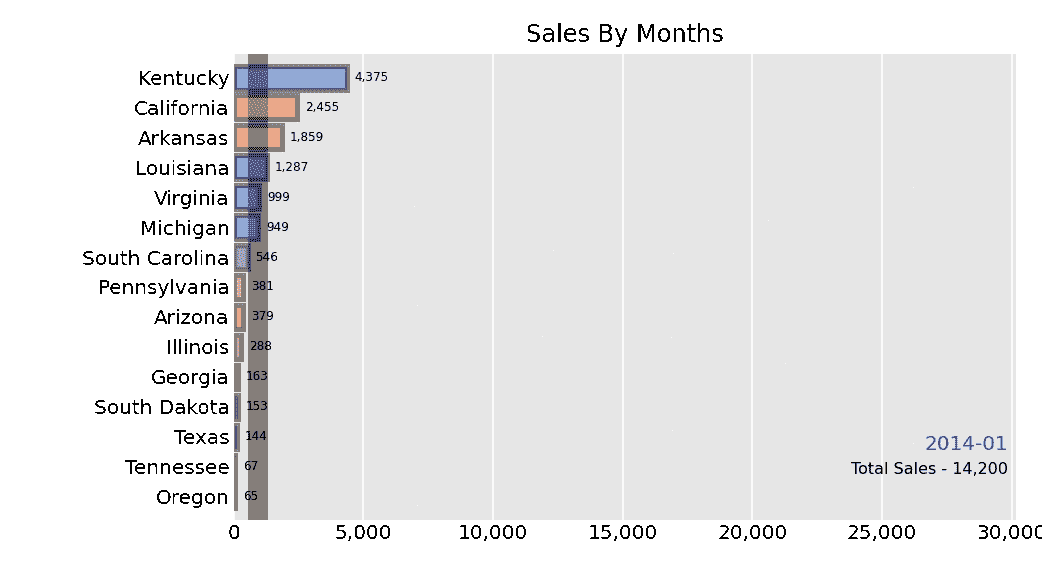 Sales By Months
Kentucky 4,375
California 2,455
Arkansas 1,859
Louisiana 1,287
Virginia 999
Michigan 949
South Carolina 546
Pennsylvania 381
Arizona 379
Illinois 288
Georgia 163
South Dakota 153
Texas 144
2014-01
Tennessee 67
Total Sales - 14,200
Oregon 65
0 5,000 10,000 15,000 20,000 25,000 30,000